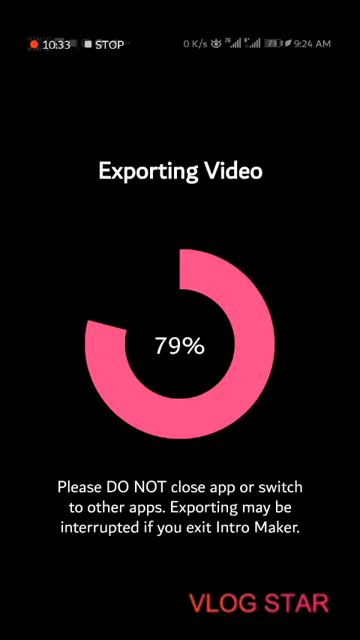 10:33 STOP 0 K/s 73 9:24 AM
Exporting Video
79%
Please DO NOT close app or switch
to other apps. Exporting may be
interrupted if you exit Intro Maker.
VLOG STAR